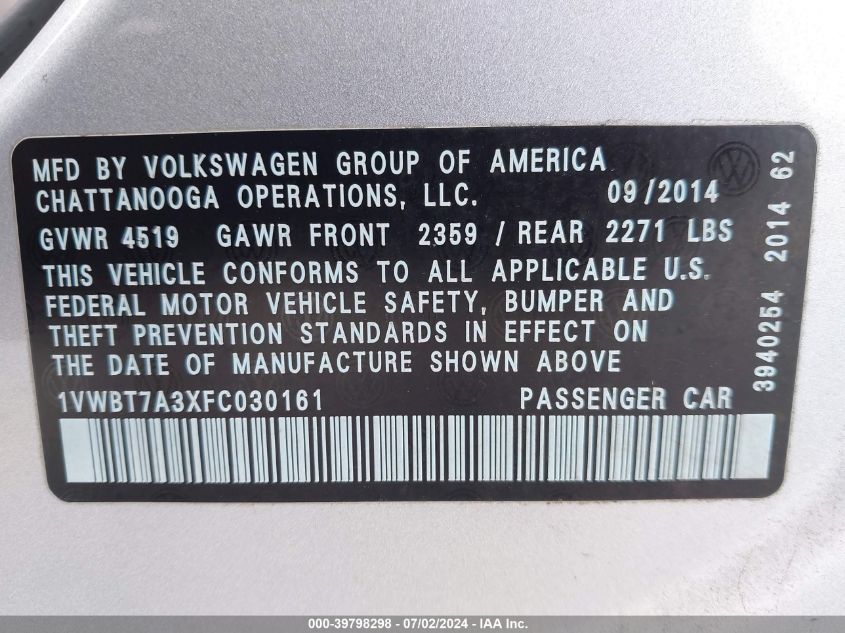 MFD BY VOLKSWAGEN GROUP OF AMERICA
CHATTANOOGA OPERATIONS, LLC. 09/2014
GVWR 4519 GAWR FRONT 2359 / REAR 2271 LBS
THIS VEHICLE CONFORMS TO ALL APPLICABLE U.S.
FEDERAL MOTOR VEHICLE SAFETY, BUMPER AND
THEFT PREVENTION STANDARDS IN EFFECT ON
THE DATE OF MANUFACTURE SHOWN ABOVE
1VWBT7A3XFC030161 PASSENGER CAR
3940254 2014 62
000-39798298 - 07/02/2024 - IAA Inc.